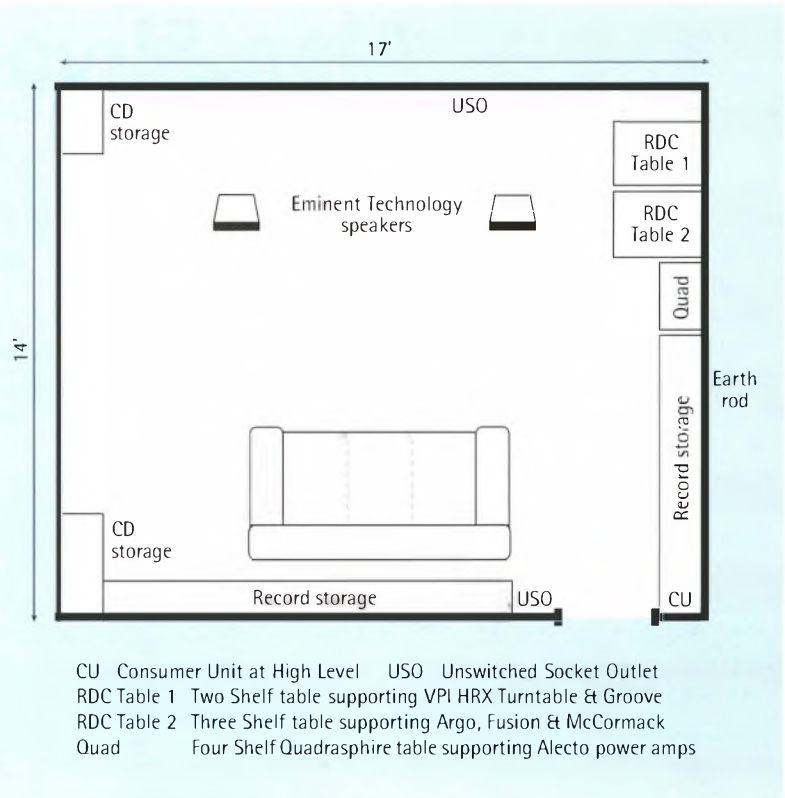 17'
CD
storage
USO
RDC
Table 1
Eminent Technology
speakers
RDC
Table 2
Quad
14'
Earth
rod
Record storage
CD
storage
Record storage
USO
CU
CU Consumer Unit at High Level USO Unswitched Socket Outlet
RDC Table 1 Two Shelf table supporting VPI HRX Turntable & Groove
RDC Table 2 Three Shelf table supporting Argo, Fusion & McCormack
Quad Four Shelf Quadrasphire table supporting Alecto power amps